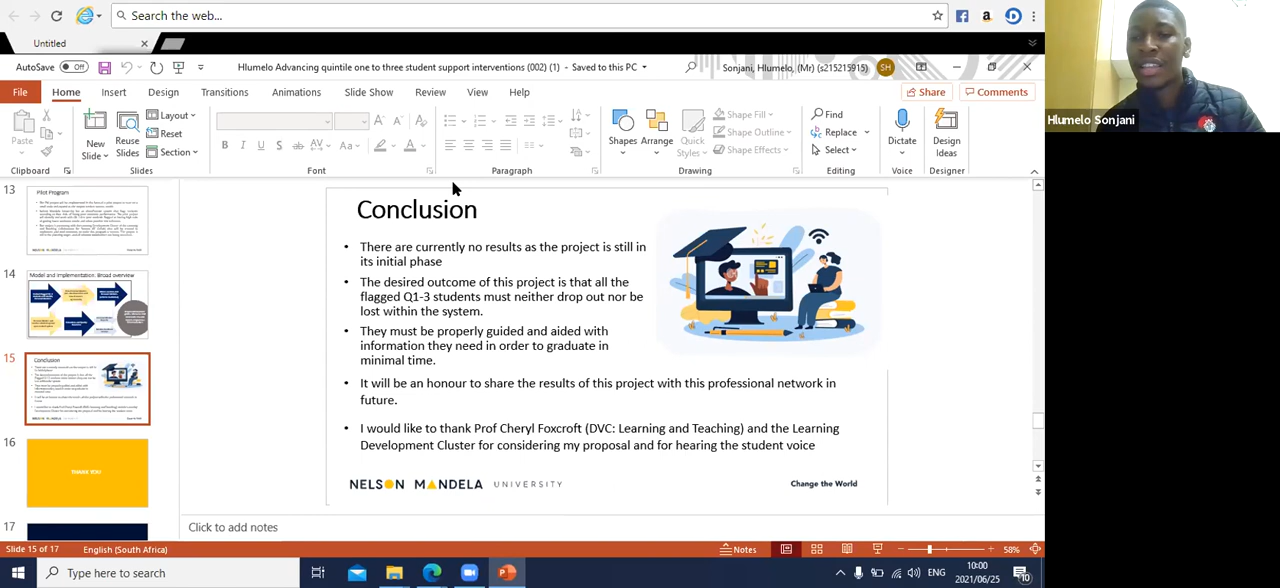 Search the web...
Untitled
AutoSave Off
Hlumelo Advancing quintile one to three student support interventions (002) (1) - Saved to this PC
Sonjani, Hlumelo, (Mr) (s215215915)
SH
File Home Insert Design Transitions Animations Slide Show Review View Help
Share Comments
Paste
New Slides
Reuse Slides
Layout
Reset
Section
Shapes
Arrange
Quick Styles
Shape Fill
Shape Outline
Shape Effects
Find
Replace
Select
Dictate
Design Ideas
Clipboard Slides Font Paragraph Drawing Editing Voice Designer
13
Pilot Program
14
Model and Implementation: Broad overview
15
Conclusion
16
THANK YOU
17
Conclusion
• There are currently no results as the project is still in
its initial phase
• The desired outcome of this project is that all the
flagged Q1-3 students must neither drop out nor be
lost within the system.
• They must be properly guided and aided with
information they need in order to graduate in
minimal time.
• It will be an honour to share the results of this project with this professional network in
future.
• I would like to thank Prof Cheryl Foxcroft (DVC: Learning and Teaching) and the Learning
Development Cluster for considering my proposal and for hearing the student voice
NELSON MANDELA UNIVERSITY
Change the World
Click to add notes
Slide 15 of 17
English (South Africa)
Notes
58%
Type here to search
ENG
10:00
2021/06/25
10
Hlumelo Sonjani